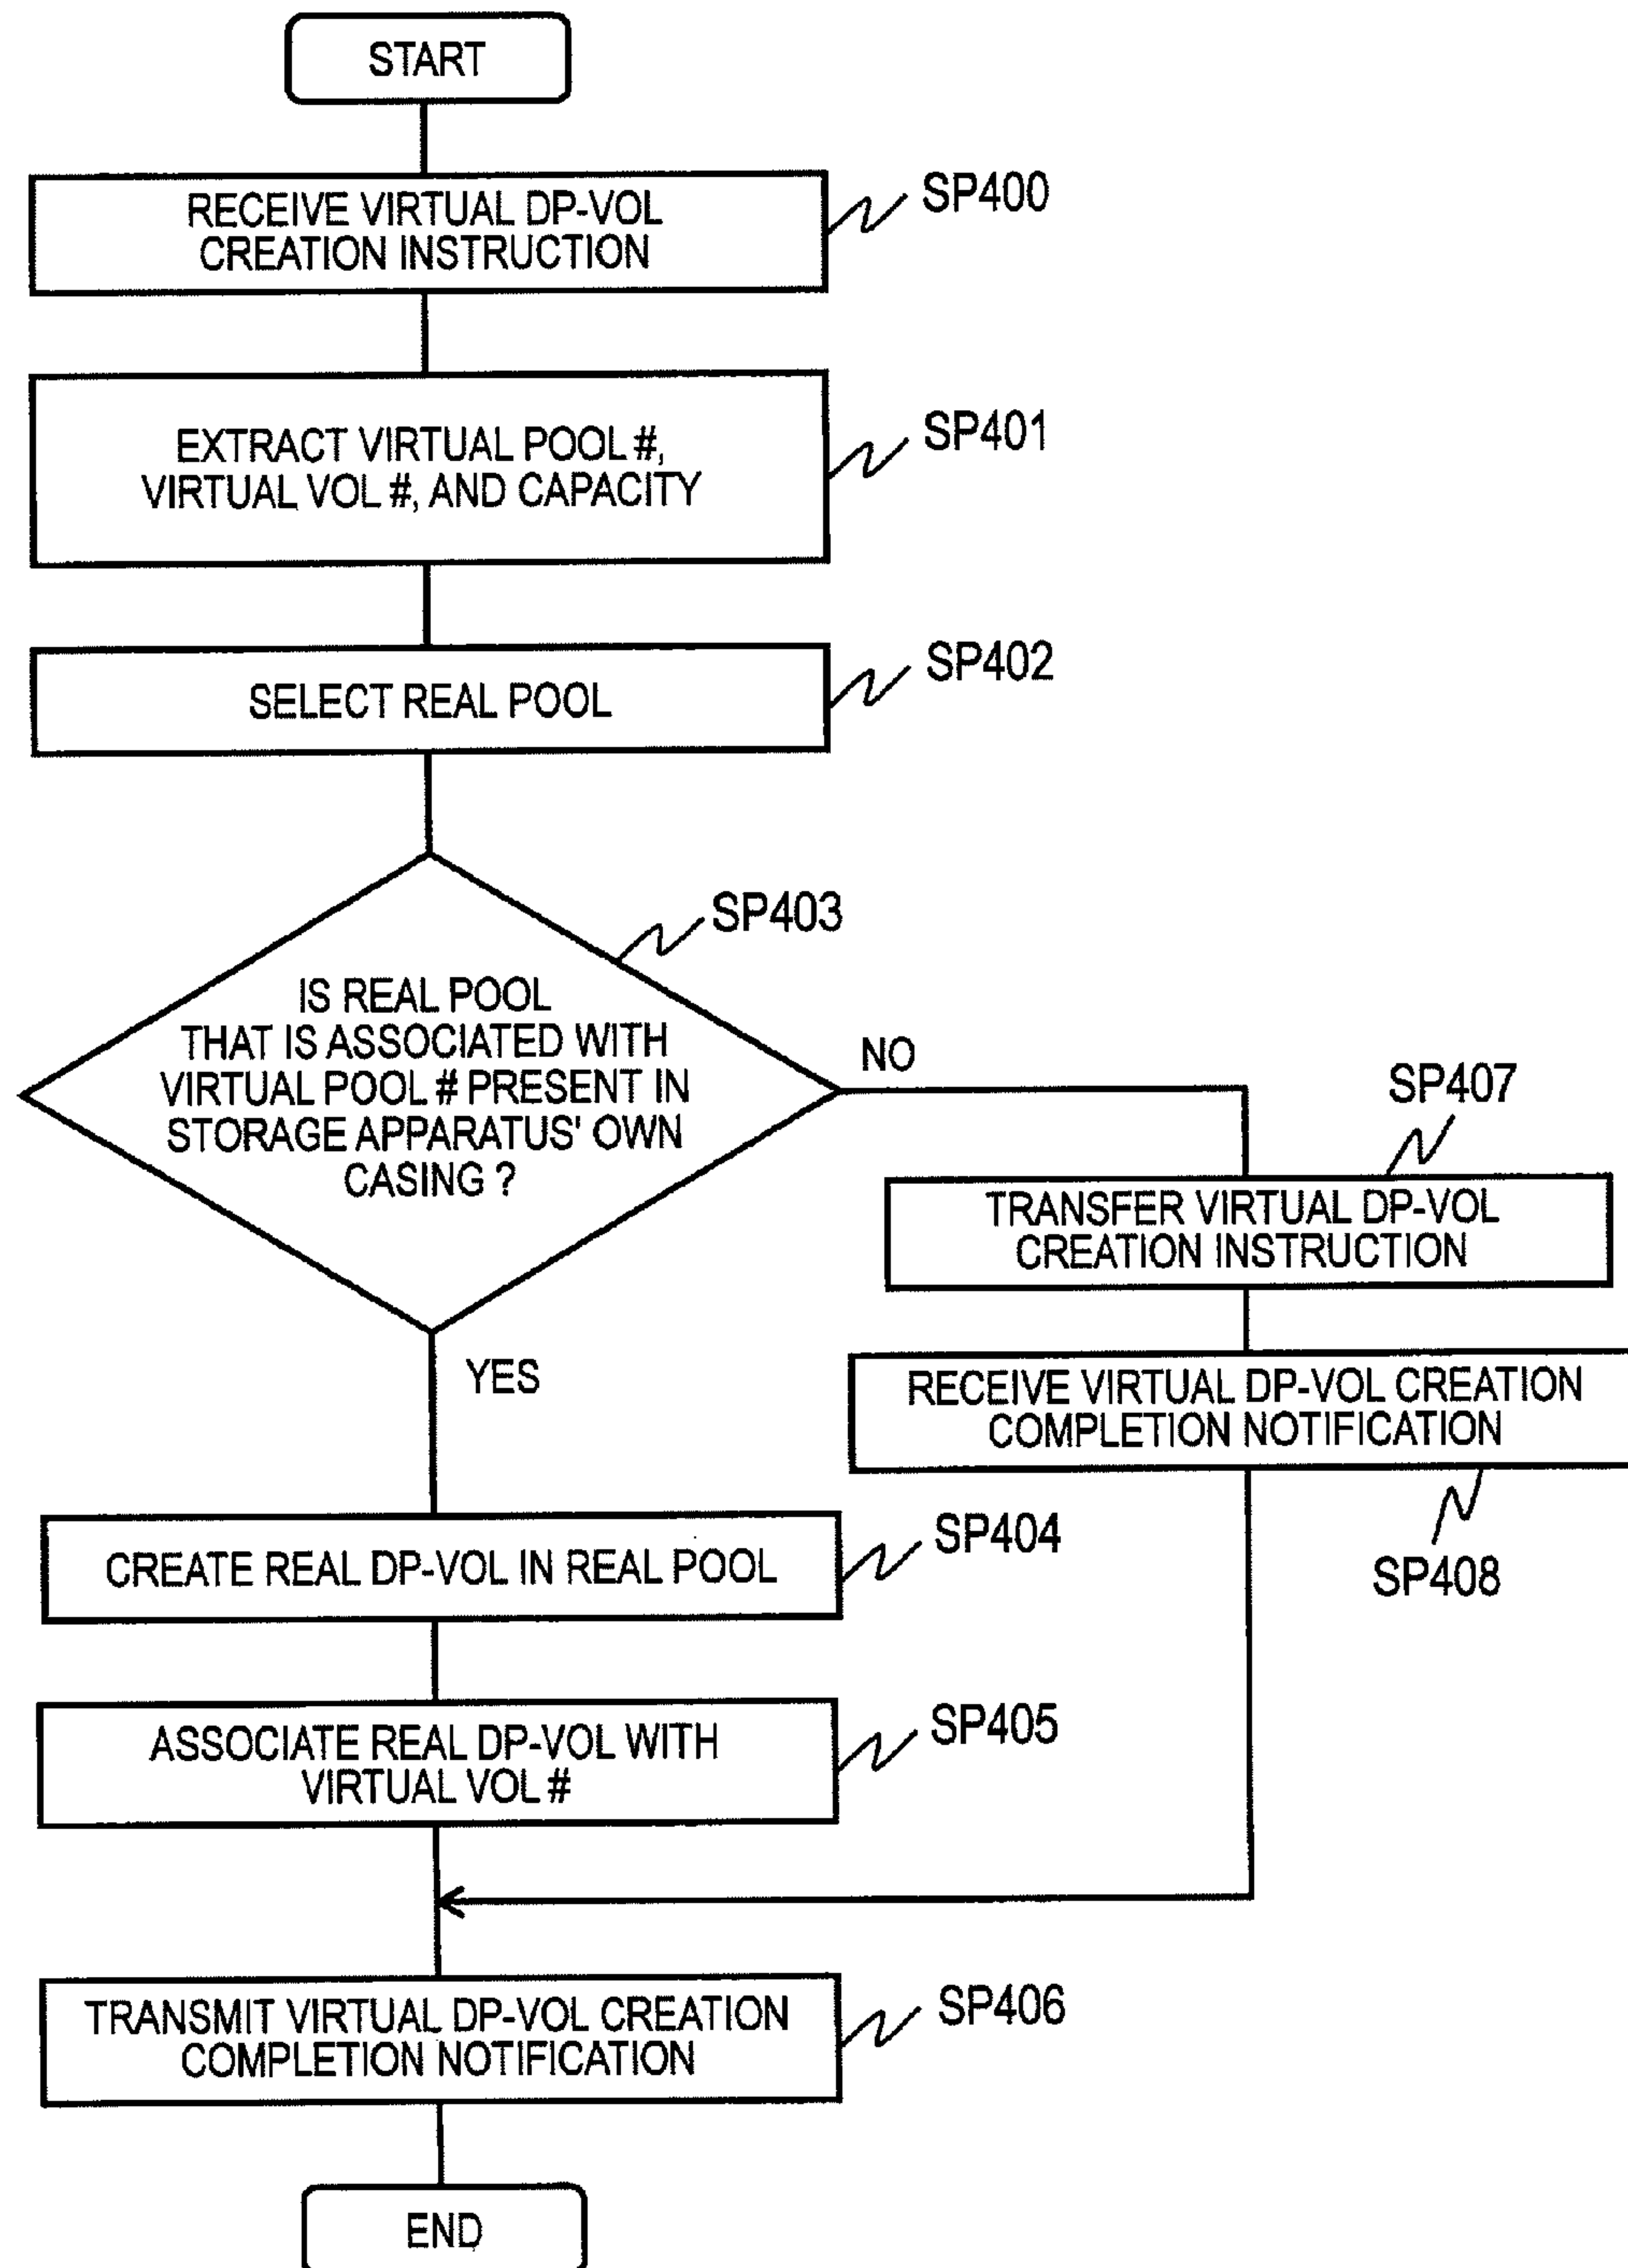 START
RECEIVE VIRTUAL DP-VOL
CREATION INSTRUCTION
SP400
EXTRACT VIRTUAL POOL #,
VIRTUAL VOL #, AND CAPACITY
SP401
SELECT REAL POOL
SP402
IS REAL POOL
THAT IS ASSOCIATED WITH
VIRTUAL POOL # PRESENT IN
STORAGE APPARATUS' OWN
CASING ?
SP403
NO
YES
TRANSFER VIRTUAL DP-VOL
CREATION INSTRUCTION
SP407
RECEIVE VIRTUAL DP-VOL CREATION
COMPLETION NOTIFICATION
SP408
CREATE REAL DP-VOL IN REAL POOL
SP404
ASSOCIATE REAL DP-VOL WITH
VIRTUAL VOL #
SP405
TRANSMIT VIRTUAL DP-VOL CREATION
COMPLETION NOTIFICATION
SP406
END